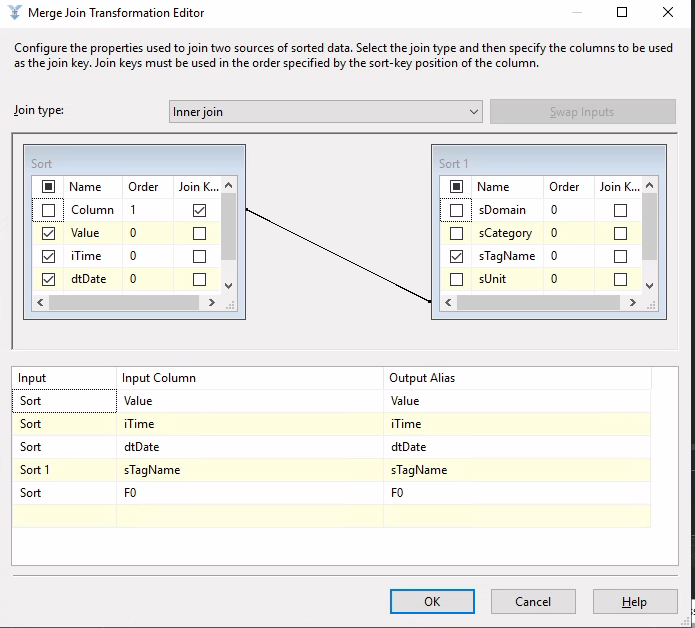 Merge Join Transformation Editor
Configure the properties used to join two sources of sorted data. Select the join type and then specify the columns to be used
as the join key. Join keys must be used in the order specified by the sort-key position of the column.
Join type: Inner join Swap Inputs
Sort
Name Order Join K...
Column 1
Value 0
iTime 0
dtDate 0
Sort 1
Name Order Join K...
sDomain 0
sCategory 0
sTagName 0
sUnit 0
Input Input Column Output Alias
Sort Value Value
Sort iTime iTime
Sort dtDate dtDate
Sort 1 sTagName sTagName
Sort F0 F0
OK Cancel Help